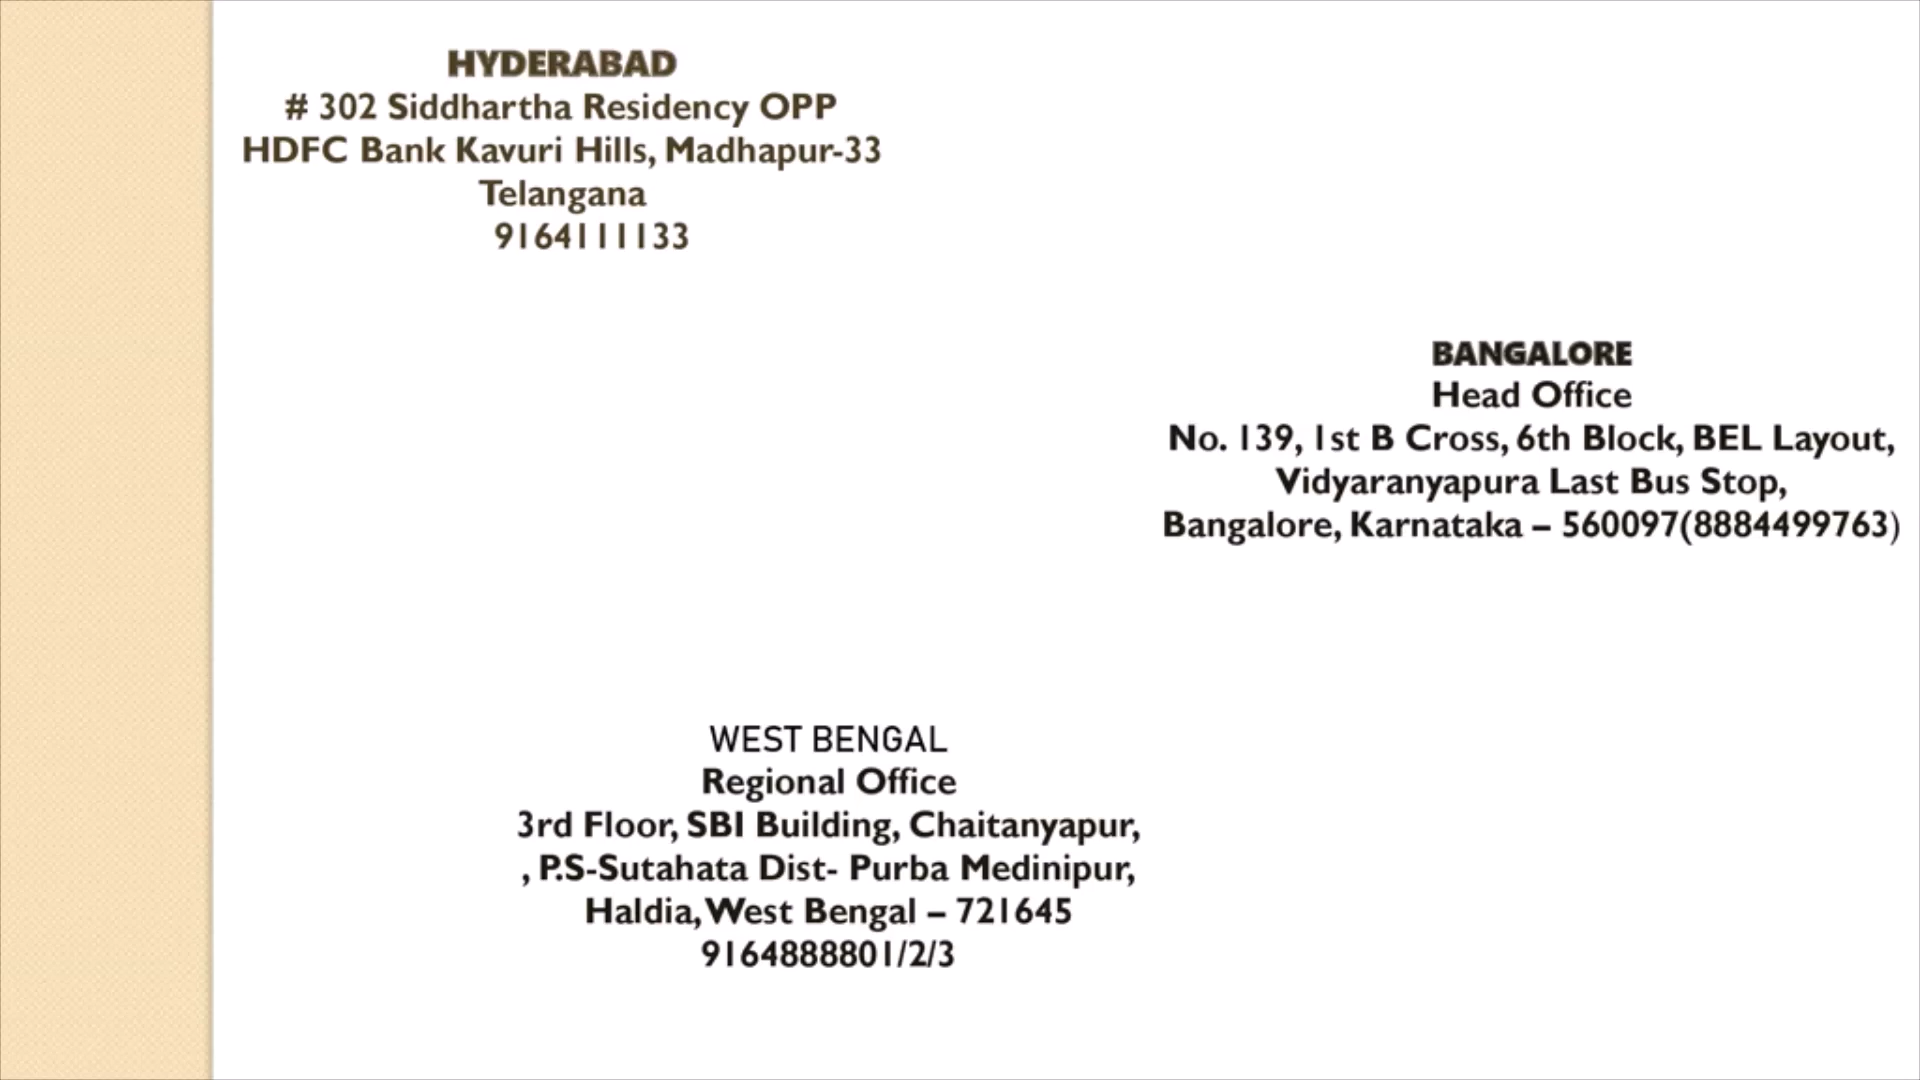 HYDERABAD
# 302 Siddhartha Residency OPP
HDFC Bank Kavuri Hills, Madhapur-33
Telangana
9164111133
BANGALORE
Head Office
No. 139, 1st B Cross, 6th Block, BEL Layout,
Vidyaranyapura Last Bus Stop,
Bangalore, Karnataka – 560097(8884499763)
WEST BENGAL
Regional Office
3rd Floor, SBI Building, Chaitanyapur,
, P.S-Sutahata Dist- Purba Medinipur,
Haldia, West Bengal – 721645
9164888801/2/3